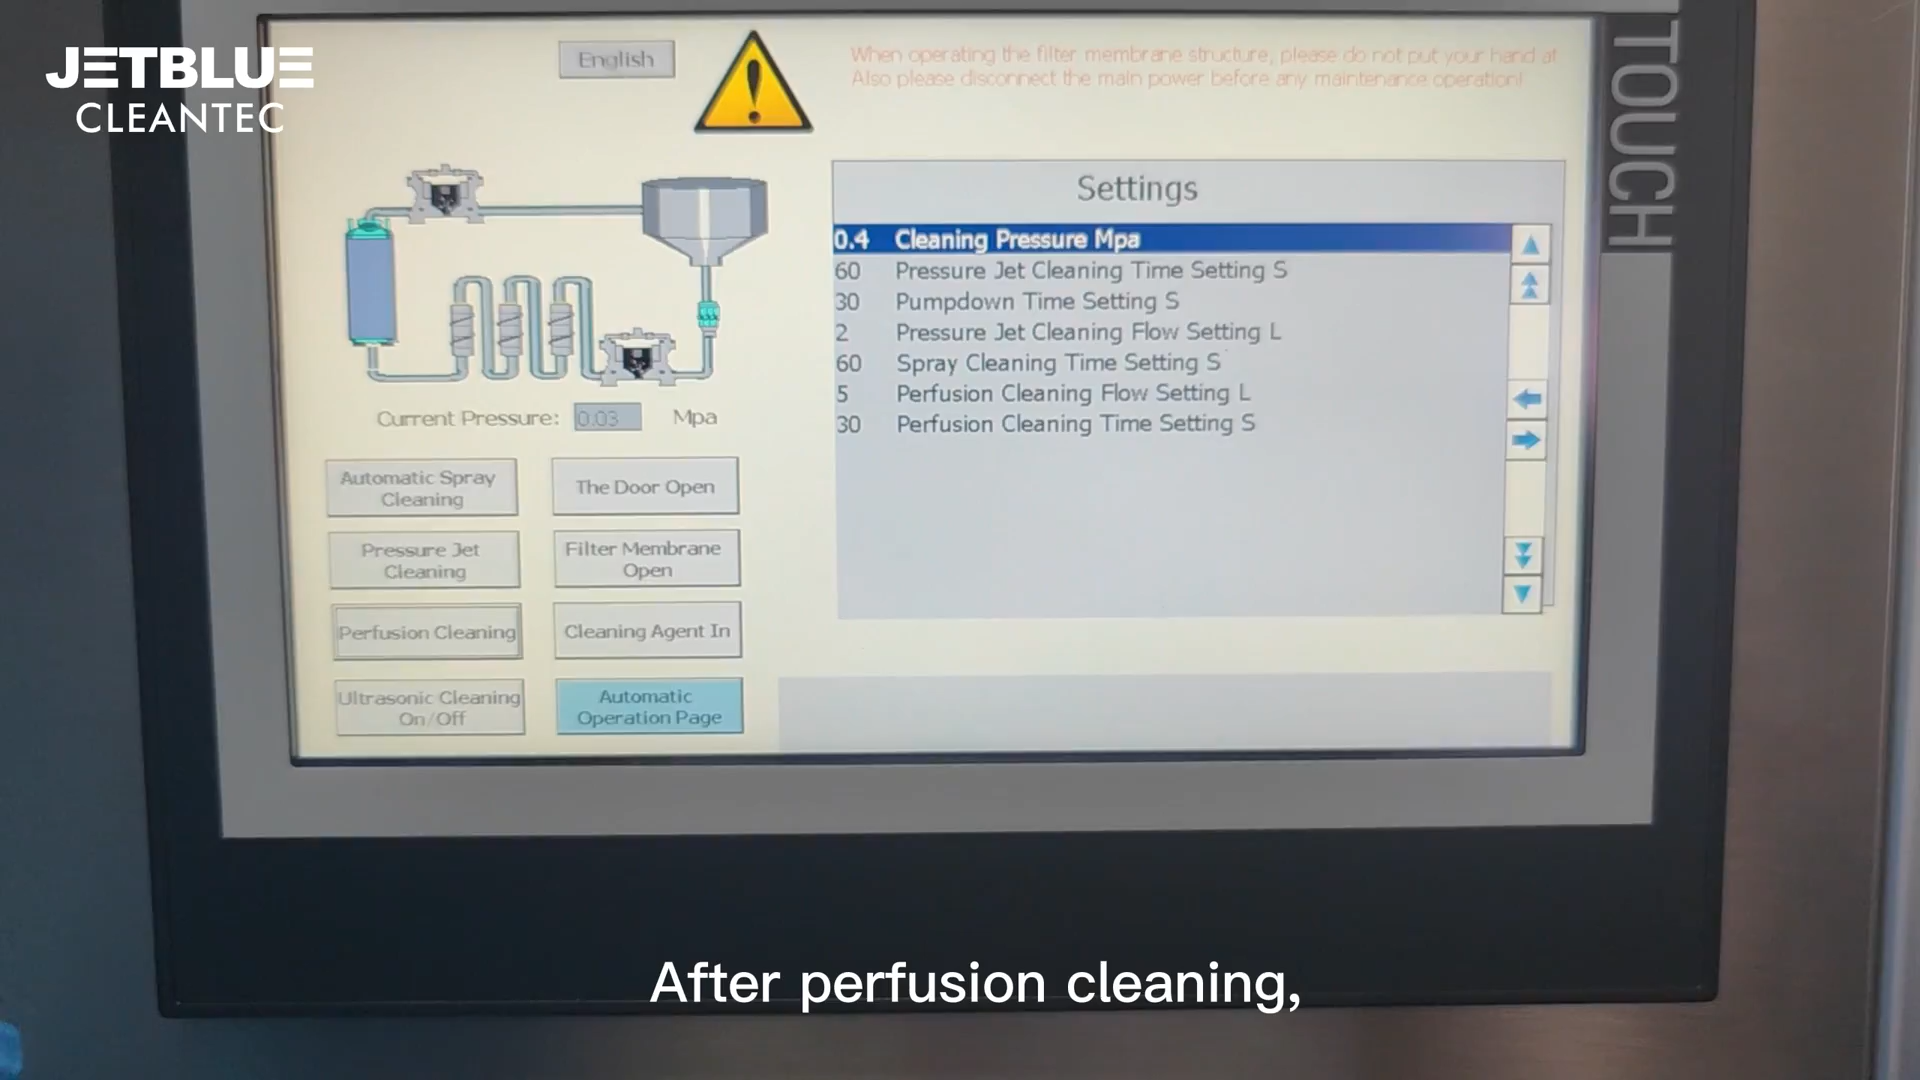 JETBLUE
CLEANTEC
English
When operating the filter membrane structure, please do not put your hand at
Also please disconnect the main power before any maintenance operation!
TOUCH
Settings
0.4 Cleaning Pressure Mpa
60 Pressure Jet Cleaning Time Setting S
30 Pumpdown Time Setting S
2 Pressure Jet Cleaning Flow Setting L
60 Spray Cleaning Time Setting S
5 Perfusion Cleaning Flow Setting L
30 Perfusion Cleaning Time Setting S
Current Pressure: 0.03 Mpa
Automatic Spray
Cleaning
The Door Open
Pressure Jet
Cleaning
Filter Membrane
Open
Perfusion Cleaning
Cleaning Agent In
Ultrasonic Cleaning
On/Off
Automatic
Operation Page
After perfusion cleaning,